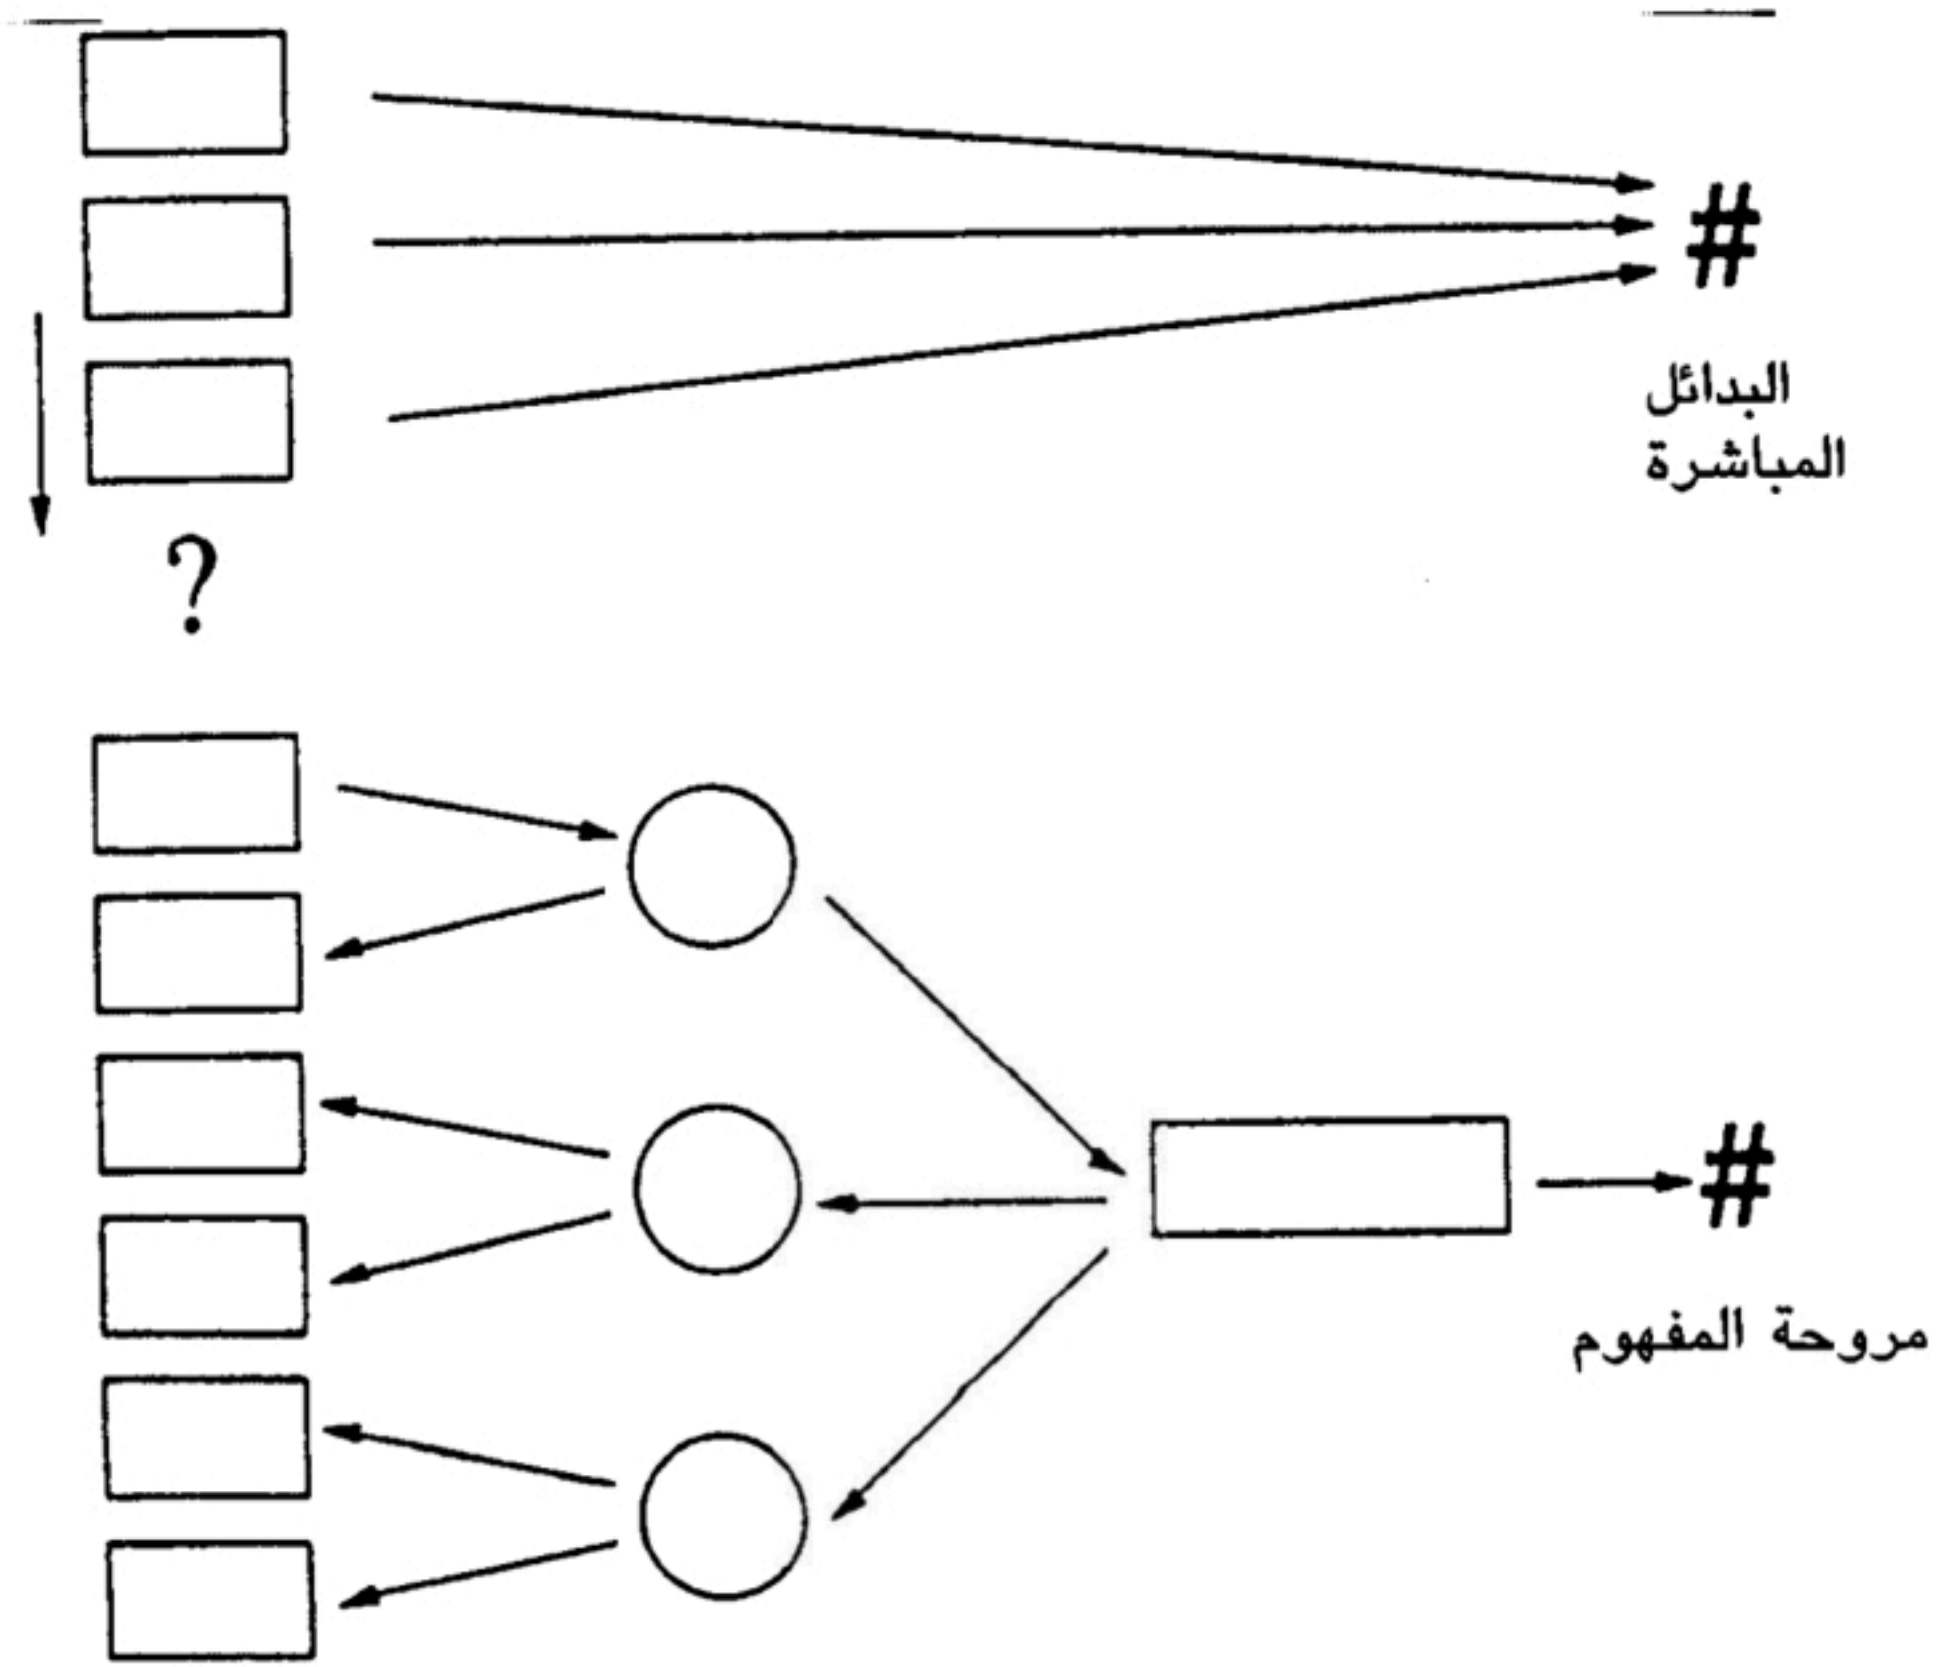 #
البدائل
المباشرة
?
#
مروحة المفهوم